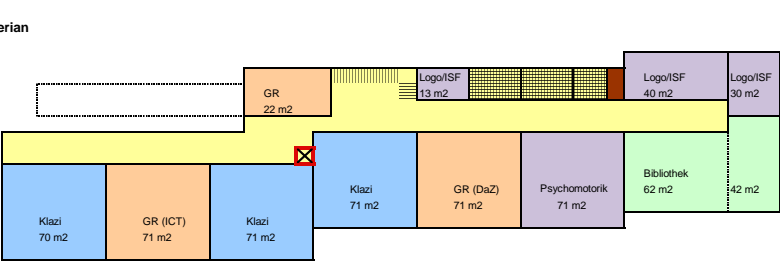 erian
GR
22 m2
Logo/ISF
13 m2
Logo/ISF
40 m2
Logo/ISF
30 m2
Klazi
70 m2
GR (ICT)
71 m2
Klazi
71 m2
Klazi
71 m2
GR (DaZ)
71 m2
Psychomotorik
71 m2
Bibliothek
62 m2
42 m2